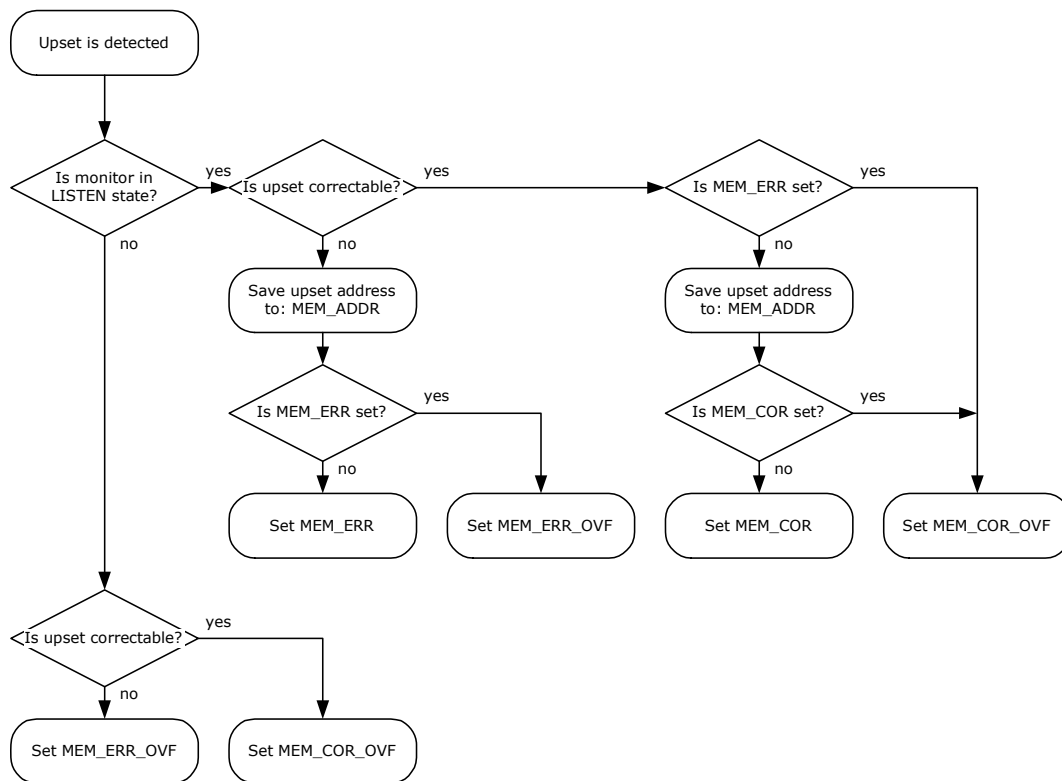 Upset is detected
Is monitor in
LISTEN state?
yes
no
Is upset correctable?
yes
no
Is MEM_ERR set?
yes
no
Save upset address
to: MEM_ADDR
Save upset address
to: MEM_ADDR
Is MEM_ERR set?
yes
no
Is MEM_COR set?
yes
no
Set MEM_ERR
Set MEM_ERR_OVF
Set MEM_COR
Set MEM_COR_OVF
Is upset correctable?
yes
no
Set MEM_ERR_OVF
Set MEM_COR_OVF